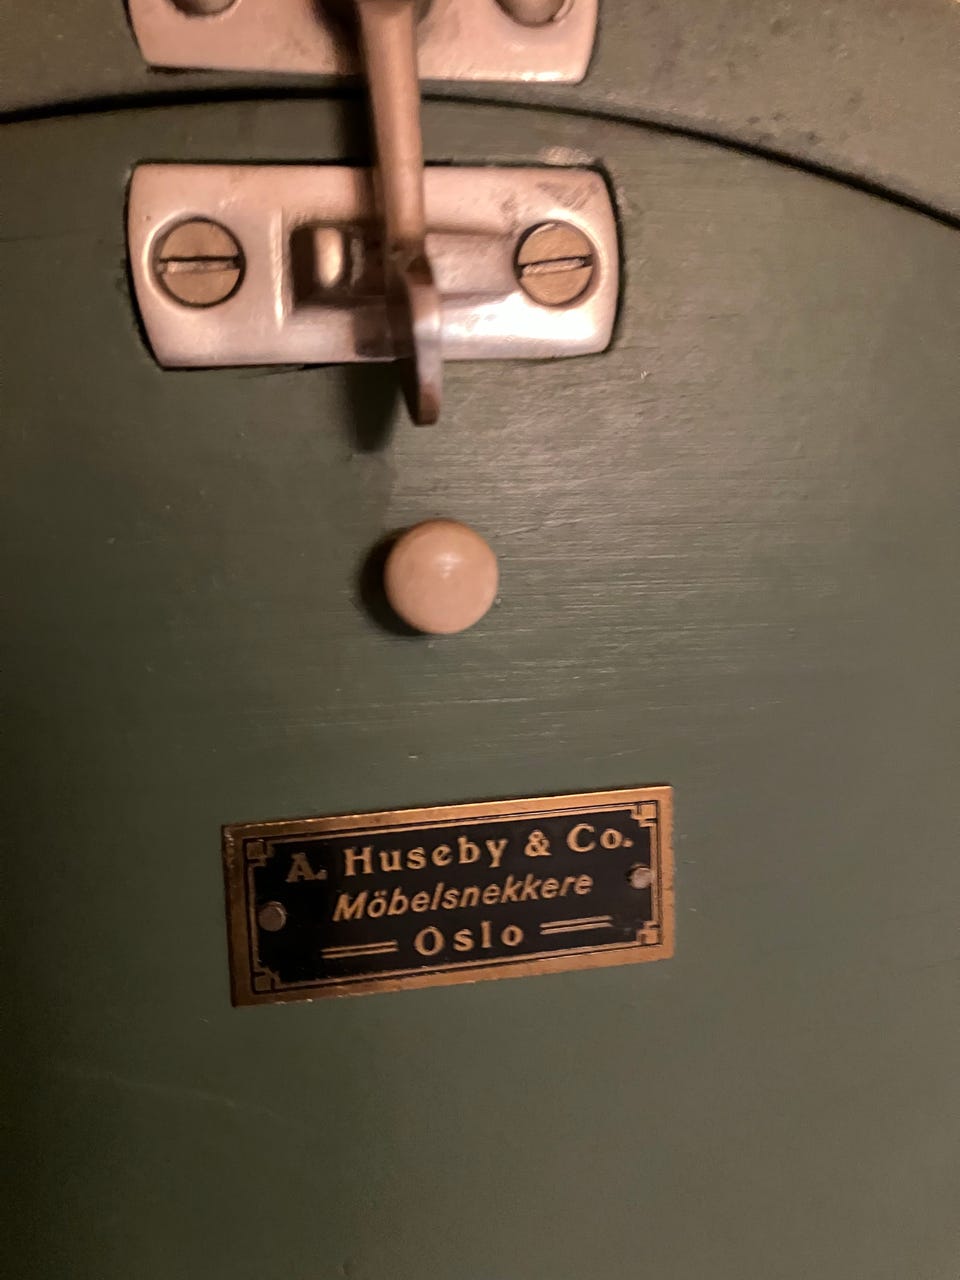 A. Huseby & Co.
Möbelsnekkere
Oslo